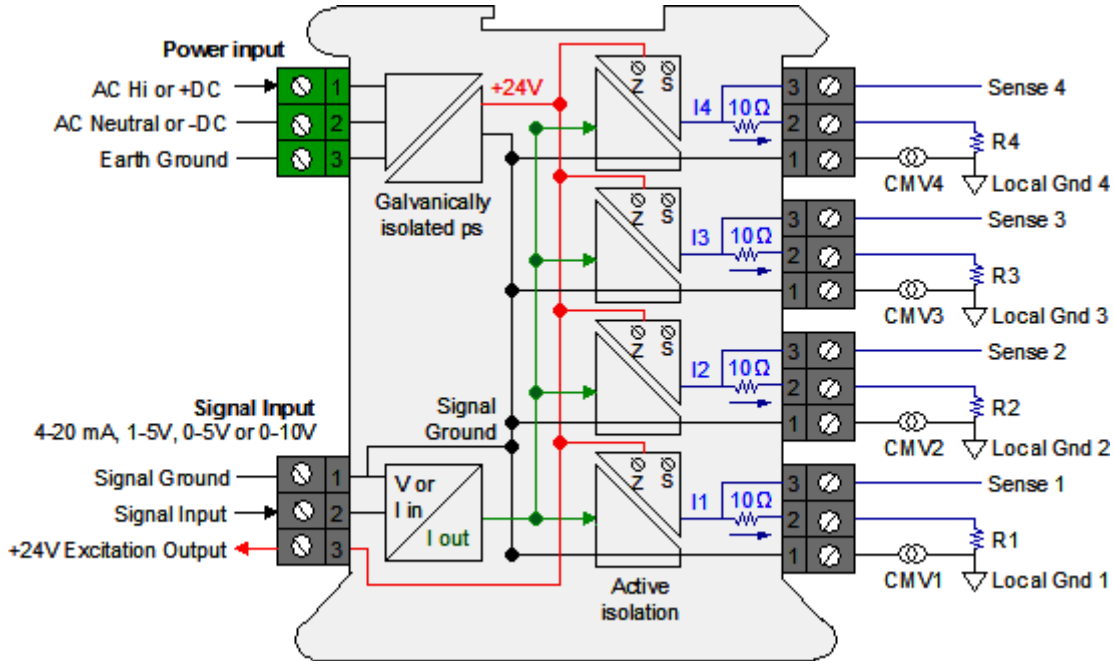 Power input
AC Hi or +DC
AC Neutral or -DC
Earth Ground
1
2
3
Galvanically
isolated ps
+24V
Z S
I4
10Ω
3
2
1
Sense 4
R4
CMV4
Local Gnd 4
Z S
I3
10Ω
3
2
1
Sense 3
R3
CMV3
Local Gnd 3
Z S
I2
10Ω
3
2
1
Sense 2
R2
CMV2
Local Gnd 2
Signal Input
4-20 mA, 1-5V, 0-5V or 0-10V
Signal Ground
Signal Input
+24V Excitation Output
1
2
3
Signal
Ground
V or
I in
I out
Z S
I1
10Ω
3
2
1
Sense 1
R1
CMV1
Local Gnd 1
Active
isolation